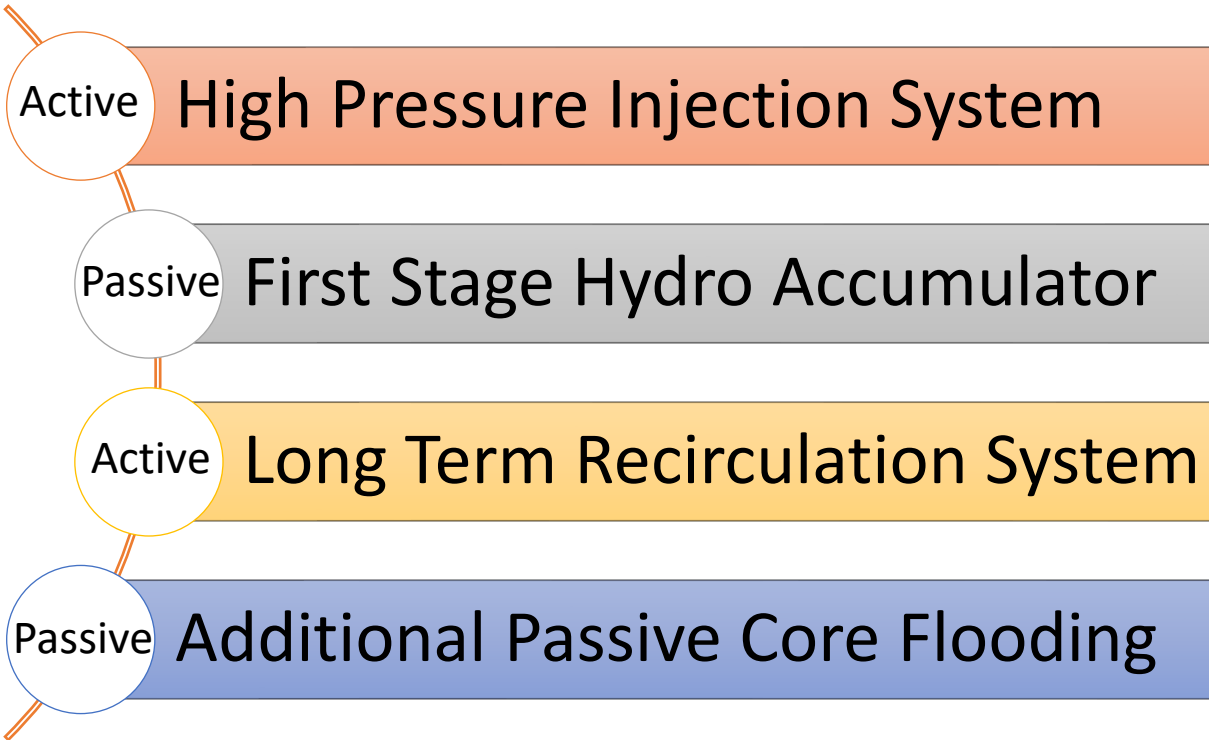 Active High Pressure Injection System
Passive First Stage Hydro Accumulator
Active Long Term Recirculation System
Passive Additional Passive Core Flooding